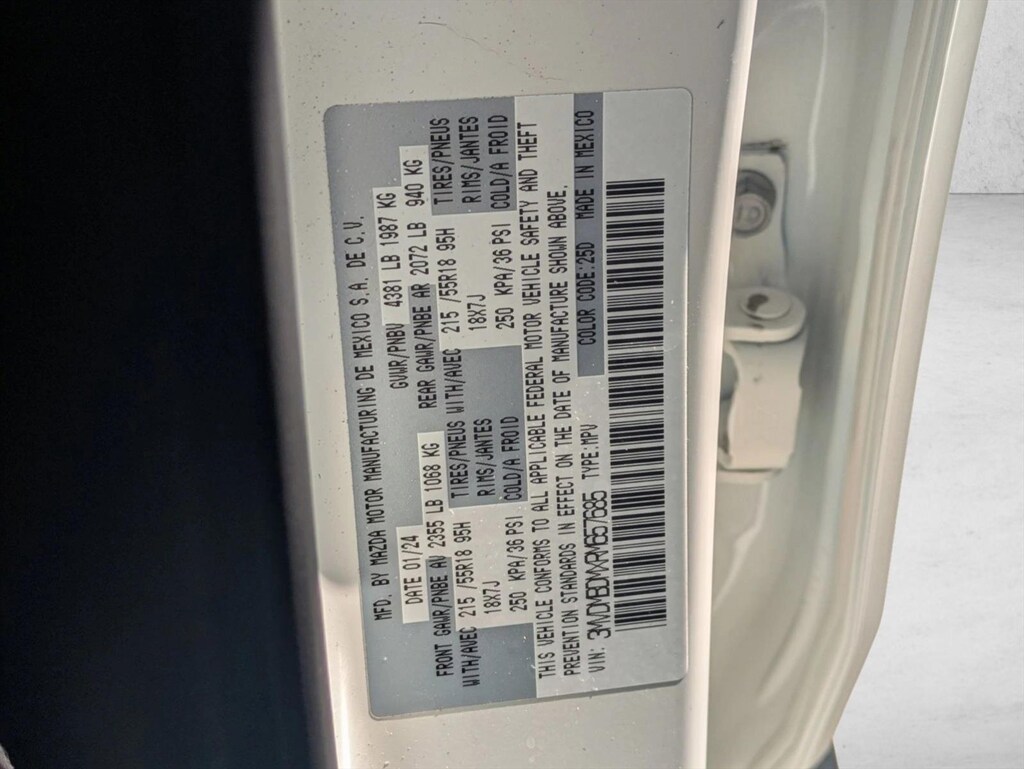 MFD. BY MAZDA MOTOR MANUFACTURING DE MEXICO S.A. DE C.V.
DATE 01/24 GVWR/PNBV 4381 LB 1987 KG
FRONT GAWR/PNBE AV 2355 LB 1068 KG REAR GAWR/PNBE AR 2072 LB 940 KG
WITH/AVEC 215 /55R18 95H TIRES/PNEUS WITH/AVEC 215 /55R18 95H TIRES/PNEUS
18X7J RIMS/JANTES 18X7J RIMS/JANTES
250 KPA/36 PSI COLD/A FROID 250 KPA/36 PSI COLD/A FROID
THIS VEHICLE CONFORMS TO ALL APPLICABLE FEDERAL MOTOR VEHICLE SAFETY AND THEFT
PREVENTION STANDARDS IN EFFECT ON THE DATE OF MANUFACTURE SHOWN ABOVE.
VIN: 3MVDMBDMXRM657685 TYPE:MPV COLOR CODE:25D MADE IN MEXICO